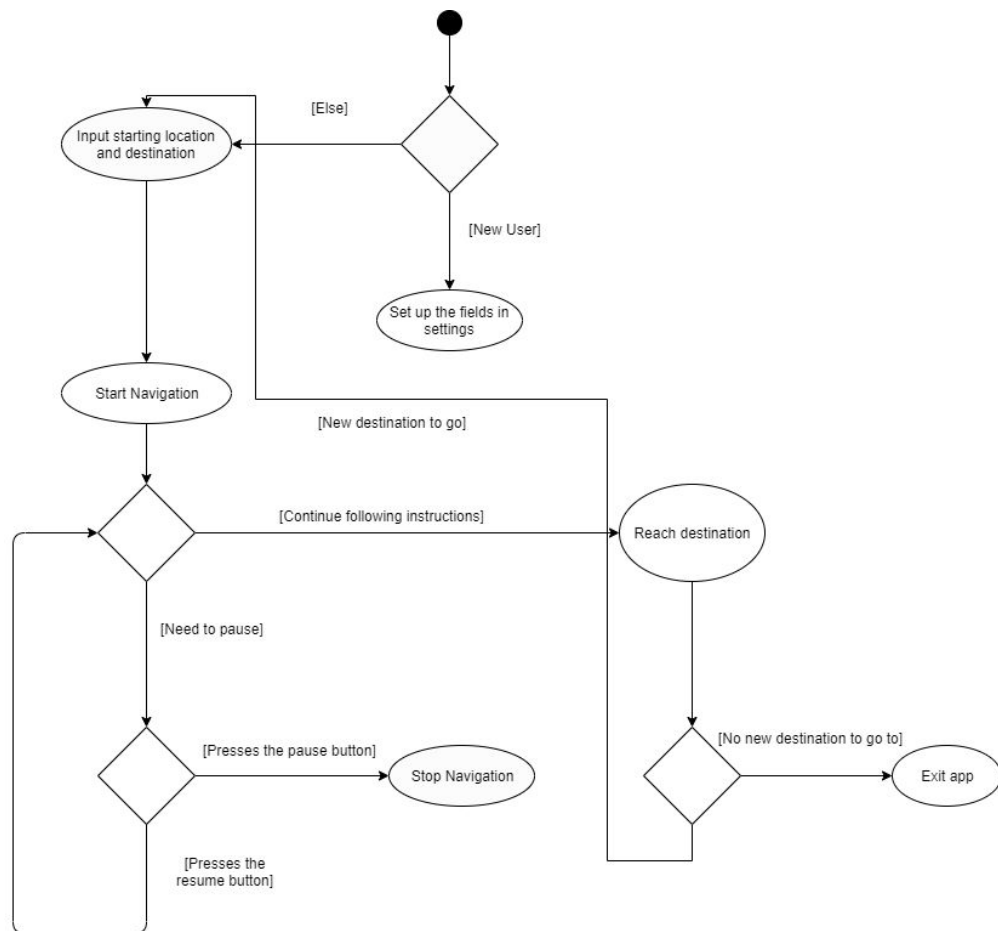 [Else]
Input starting location
and destination
[New User]
Set up the fields in
settings
Start Navigation
[New destination to go]
[Continue following instructions]
Reach destination
[Need to pause]
[No new destination to go to]
[Presses the pause button]
Stop Navigation
Exit app
[Presses the
resume button]